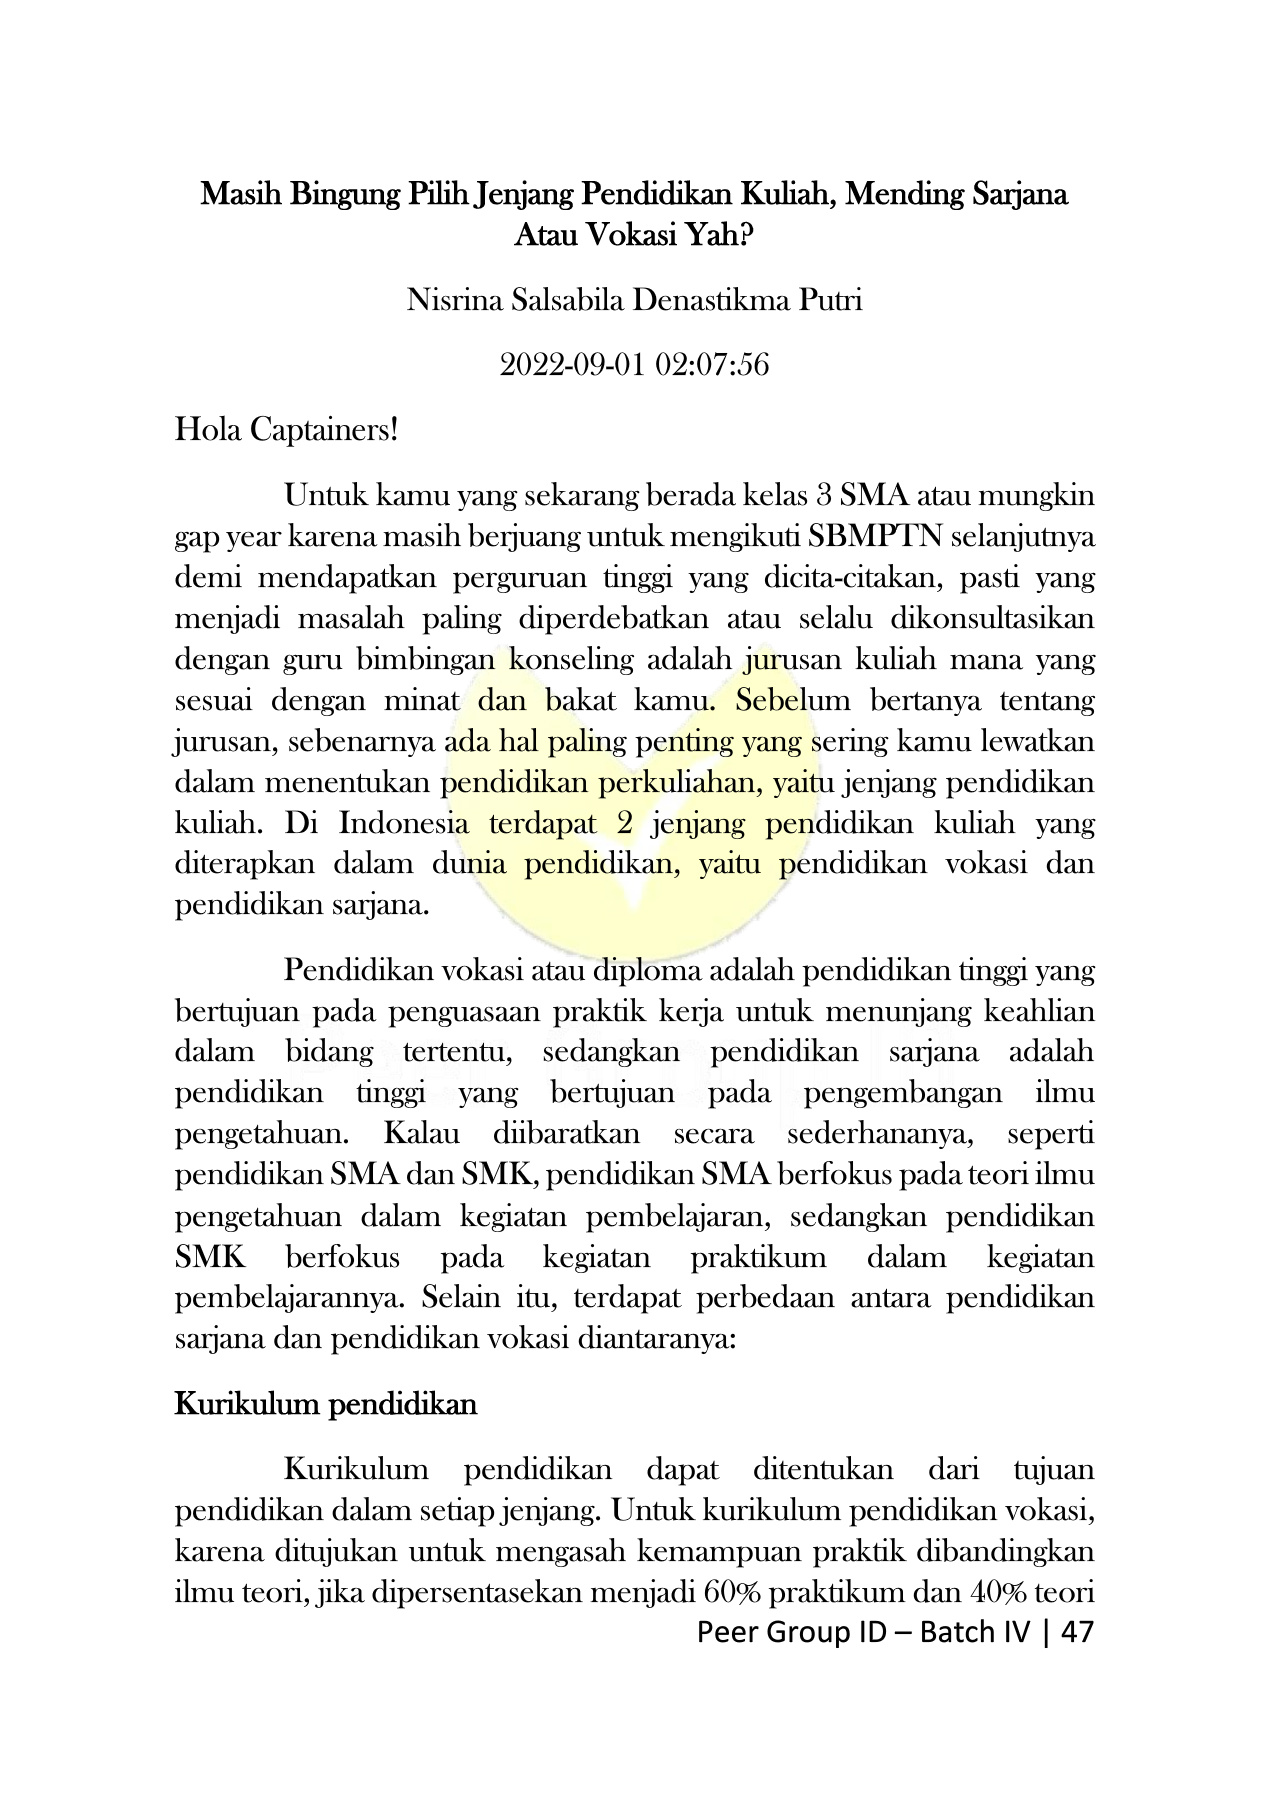 Masih Bingung Pilih Jenjang Pendidikan Kuliah, Mending Sarjana
Atau Vokasi Yah?
Nisrina Salsabila Denastikma Putri
2022-09-01 02:07:56
Hola Captainers!
Untuk kamu yang sekarang berada kelas 3 SMA atau mungkin
gap year karena masih berjuang untuk mengikuti SBMPTN selanjutnya
demi mendapatkan perguruan tinggi yang dicita-citakan, pasti yang
menjadi masalah paling diperdebatkan atau selalu dikonsultasikan
dengan guru bimbingan konseling adalah jurusan kuliah mana yang
sesuai dengan minat dan bakat kamu. Sebelum bertanya tentang
jurusan, sebenarnya ada hal paling penting yang sering kamu lewatkan
dalam menentukan pendidikan perkuliahan, yaitu jenjang pendidikan
kuliah. Di Indonesia terdapat 2 jenjang pendidikan kuliah yang
diterapkan dalam dunia pendidikan, yaitu pendidikan vokasi dan
pendidikan sarjana.
Pendidikan vokasi atau diploma adalah pendidikan tinggi yang
bertujuan pada penguasaan praktik kerja untuk menunjang keahlian
dalam bidang tertentu, sedangkan pendidikan sarjana adalah
pendidikan tinggi yang bertujuan pada pengembangan ilmu
pengetahuan. Kalau diibaratkan secara sederhananya, seperti
pendidikan SMA dan SMK, pendidikan SMA berfokus pada teori ilmu
pengetahuan dalam kegiatan pembelajaran, sedangkan pendidikan
SMK berfokus pada kegiatan praktikum dalam kegiatan
pembelajarannya. Selain itu, terdapat perbedaan antara pendidikan
sarjana dan pendidikan vokasi diantaranya:
Kurikulum pendidikan
Kurikulum pendidikan dapat ditentukan dari tujuan
pendidikan dalam setiap jenjang. Untuk kurikulum pendidikan vokasi,
karena ditujukan untuk mengasah kemampuan praktik dibandingkan
ilmu teori, jika dipersentasekan menjadi 60% praktikum dan 40% teori
Peer Group ID – Batch IV | 47